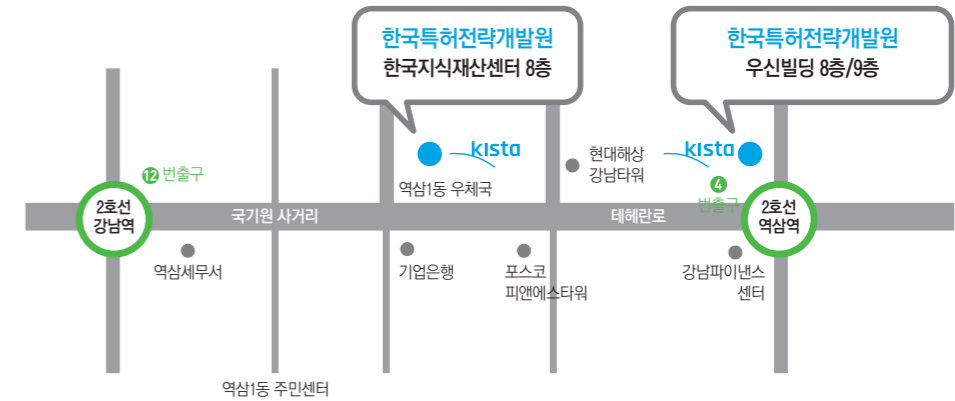 한국특허전략개발원
한국지식재산센터 8층
한국특허전략개발원
우신빌딩 8층/9층
kista
kista
현대해상
강남타워
12 번출구
역삼1동 우체국
4
번출구
2호선
강남역
국기원 사거리
테헤란로
2호선
역삼역
역삼세무서
기업은행
포스코
피앤에스타워
강남파이낸스
센터
역삼1동 주민센터